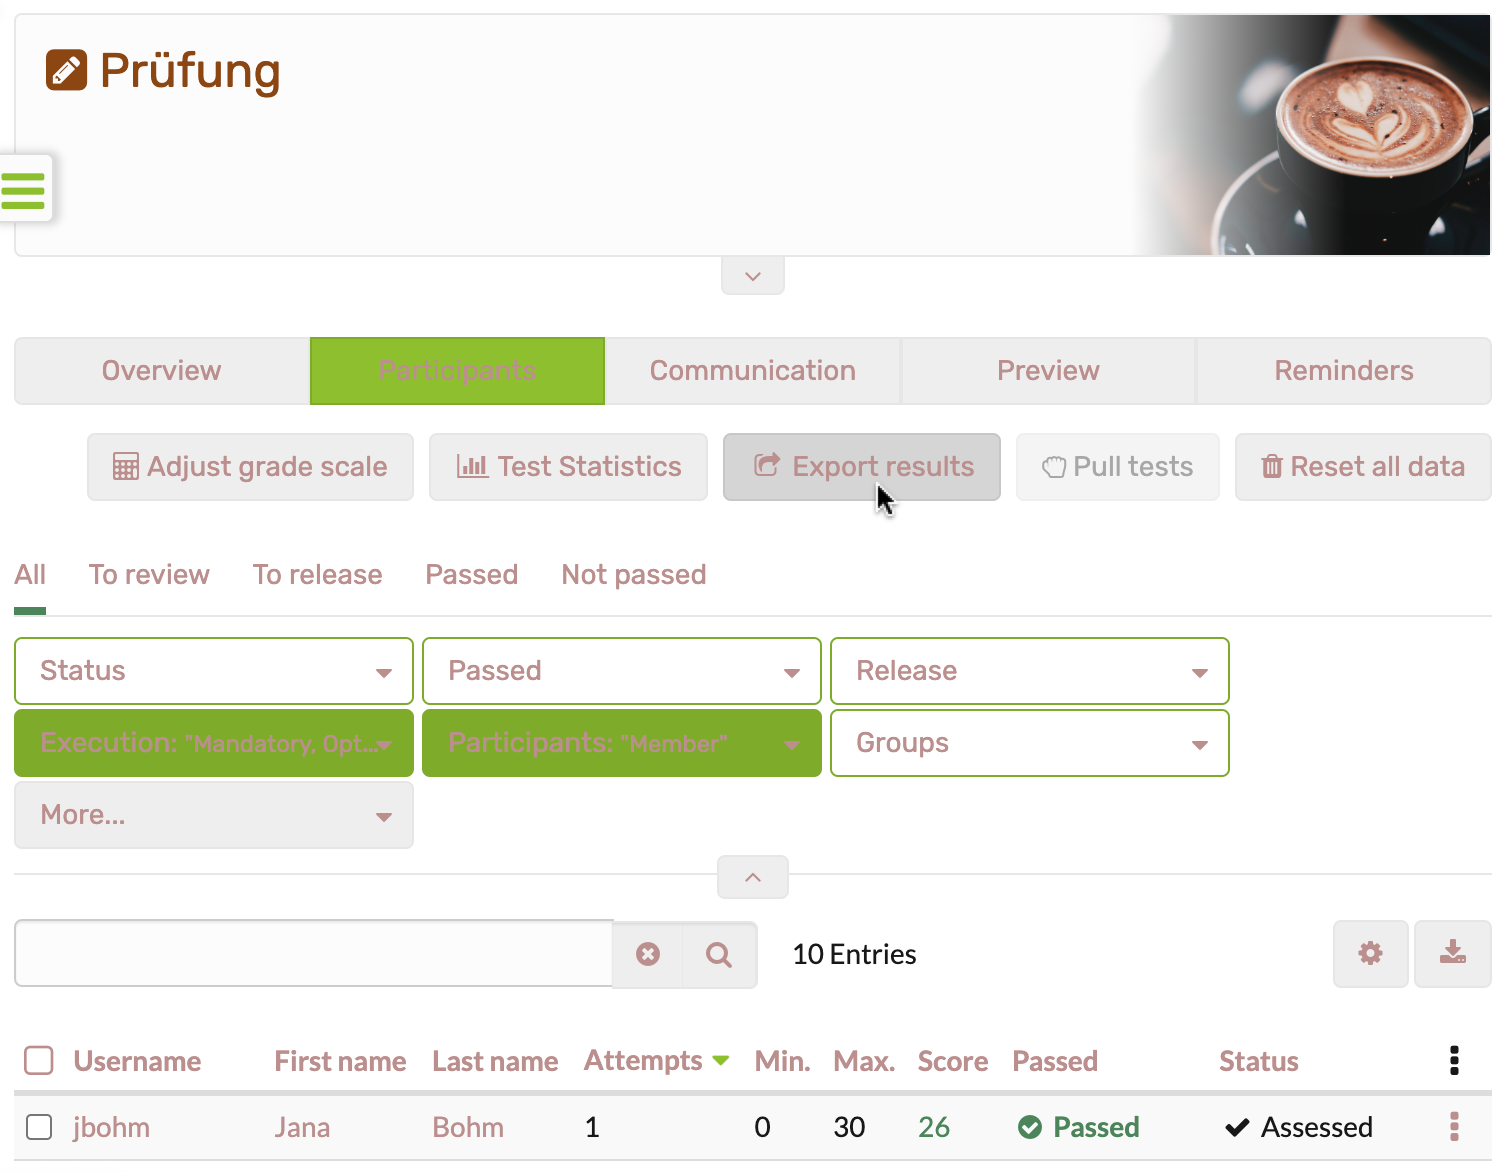 Prüfung
Overview Participants Communication Preview Reminders
Adjust grade scale Test Statistics Export results Pull tests Reset all data
All To review To release Passed Not passed
Status Passed Release
Execution: "Mandatory, Opt... Participants: "Member" Groups
More...
10 Entries
Username First name Last name Attempts Min. Max. Score Passed Status
jbohm Jana Bohm 1 0 30 26 Passed Assessed